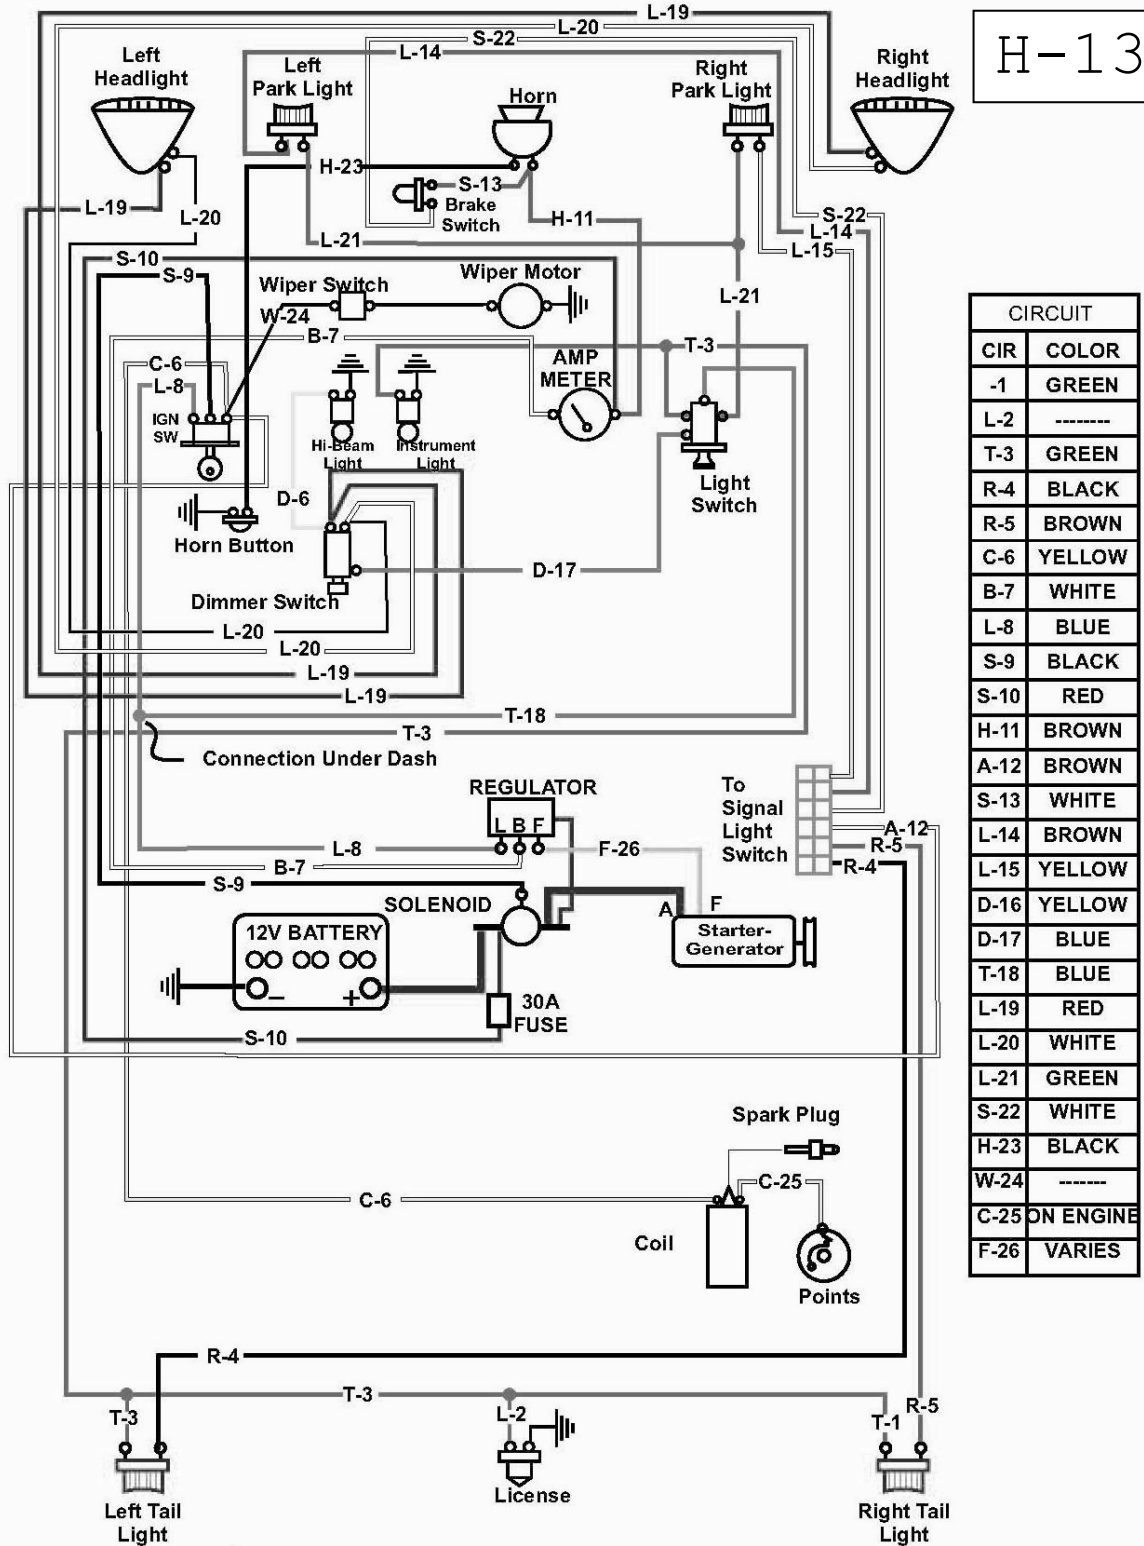 L-19
L-20
S-22
L-14
H-13
Left
Headlight
Left
Park Light
Horn
Right
Park Light
Right
Headlight
H-23
S-13
Brake
Switch
L-19
L-20
H-11
S-22
L-14
L-15
L-21
S-10
S-9
Wiper Switch
Wiper Motor
W-24
L-21
B-7
C-6
L-8
AMP
METER
T-3
IGN
SW
Hi-Beam
Light
Instrument
Light
Light
Switch
D-6
Horn Button
D-17
Dimmer Switch
L-20
L-20
L-19
L-19
T-18
T-3
Connection Under Dash
REGULATOR
L B F
To
Signal
Light
Switch
A-12
R-5
R-4
L-8
F-26
B-7
S-9
SOLENOID
A
F
12V BATTERY
Starter-
Generator
–
+
30A
FUSE
S-10
Spark Plug
C-25
C-6
Coil
Points
R-4
T-3
T-3
L-2
T-1
R-5
Left Tail
Light
License
Right Tail
Light
CIRCUIT
CIR COLOR
-1 GREEN
L-2 --------
T-3 GREEN
R-4 BLACK
R-5 BROWN
C-6 YELLOW
B-7 WHITE
L-8 BLUE
S-9 BLACK
S-10 RED
H-11 BROWN
A-12 BROWN
S-13 WHITE
L-14 BROWN
L-15 YELLOW
D-16 YELLOW
D-17 BLUE
T-18 BLUE
L-19 RED
L-20 WHITE
L-21 GREEN
S-22 WHITE
H-23 BLACK
W-24 -------
C-25 ON ENGINE
F-26 VARIES